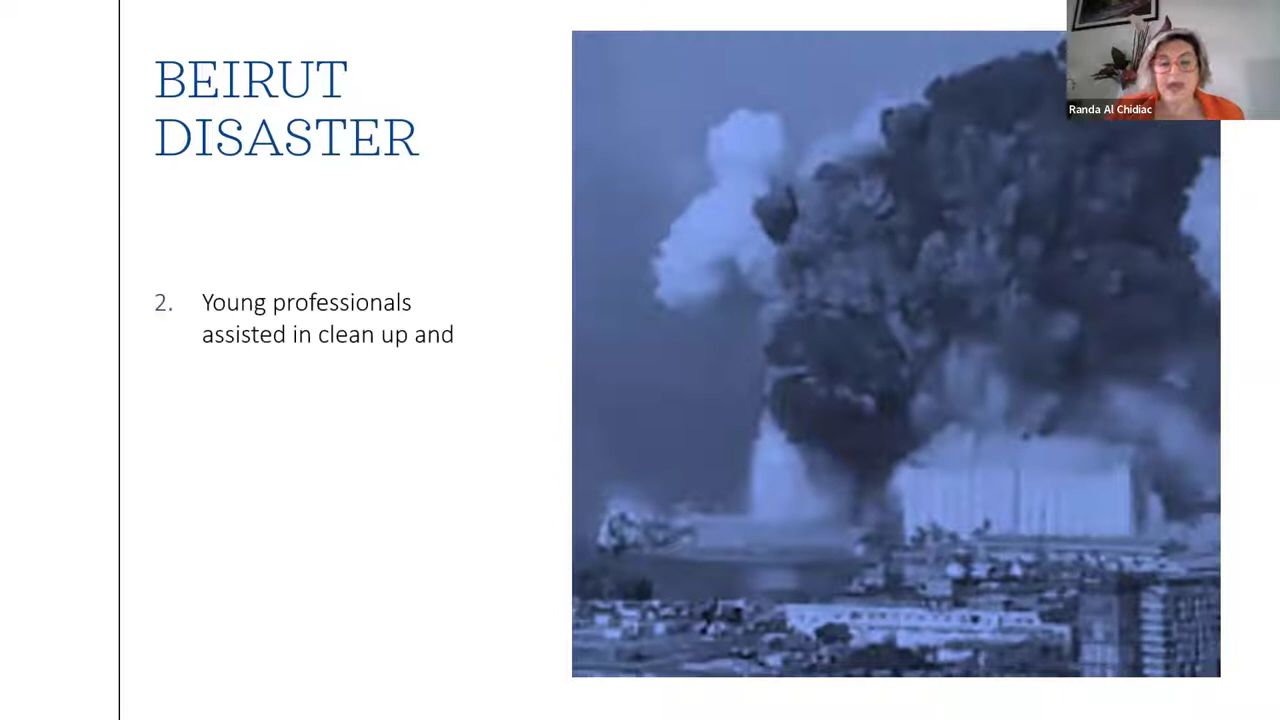 BEIRUT
DISASTER
Randa Al Chidiac
2. Young professionals
assisted in clean up and